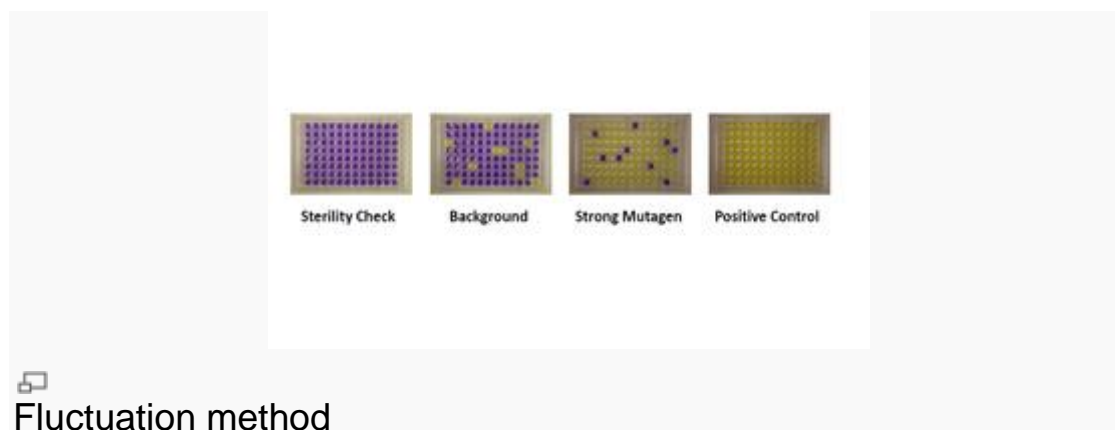 Sterility Check Background Strong Mutagen Positive Control
Fluctuation method